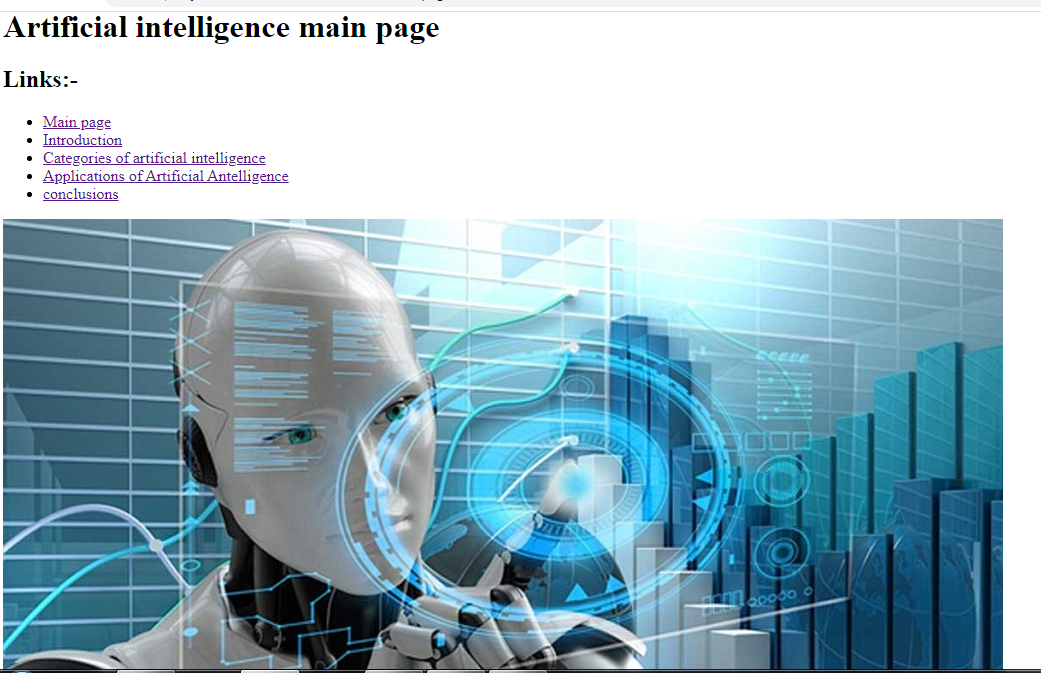 Artificial intelligence main page
Links:-
Main page
Introduction
Categories of artificial intelligence
Applications of Artificial Antelligence
conclusions